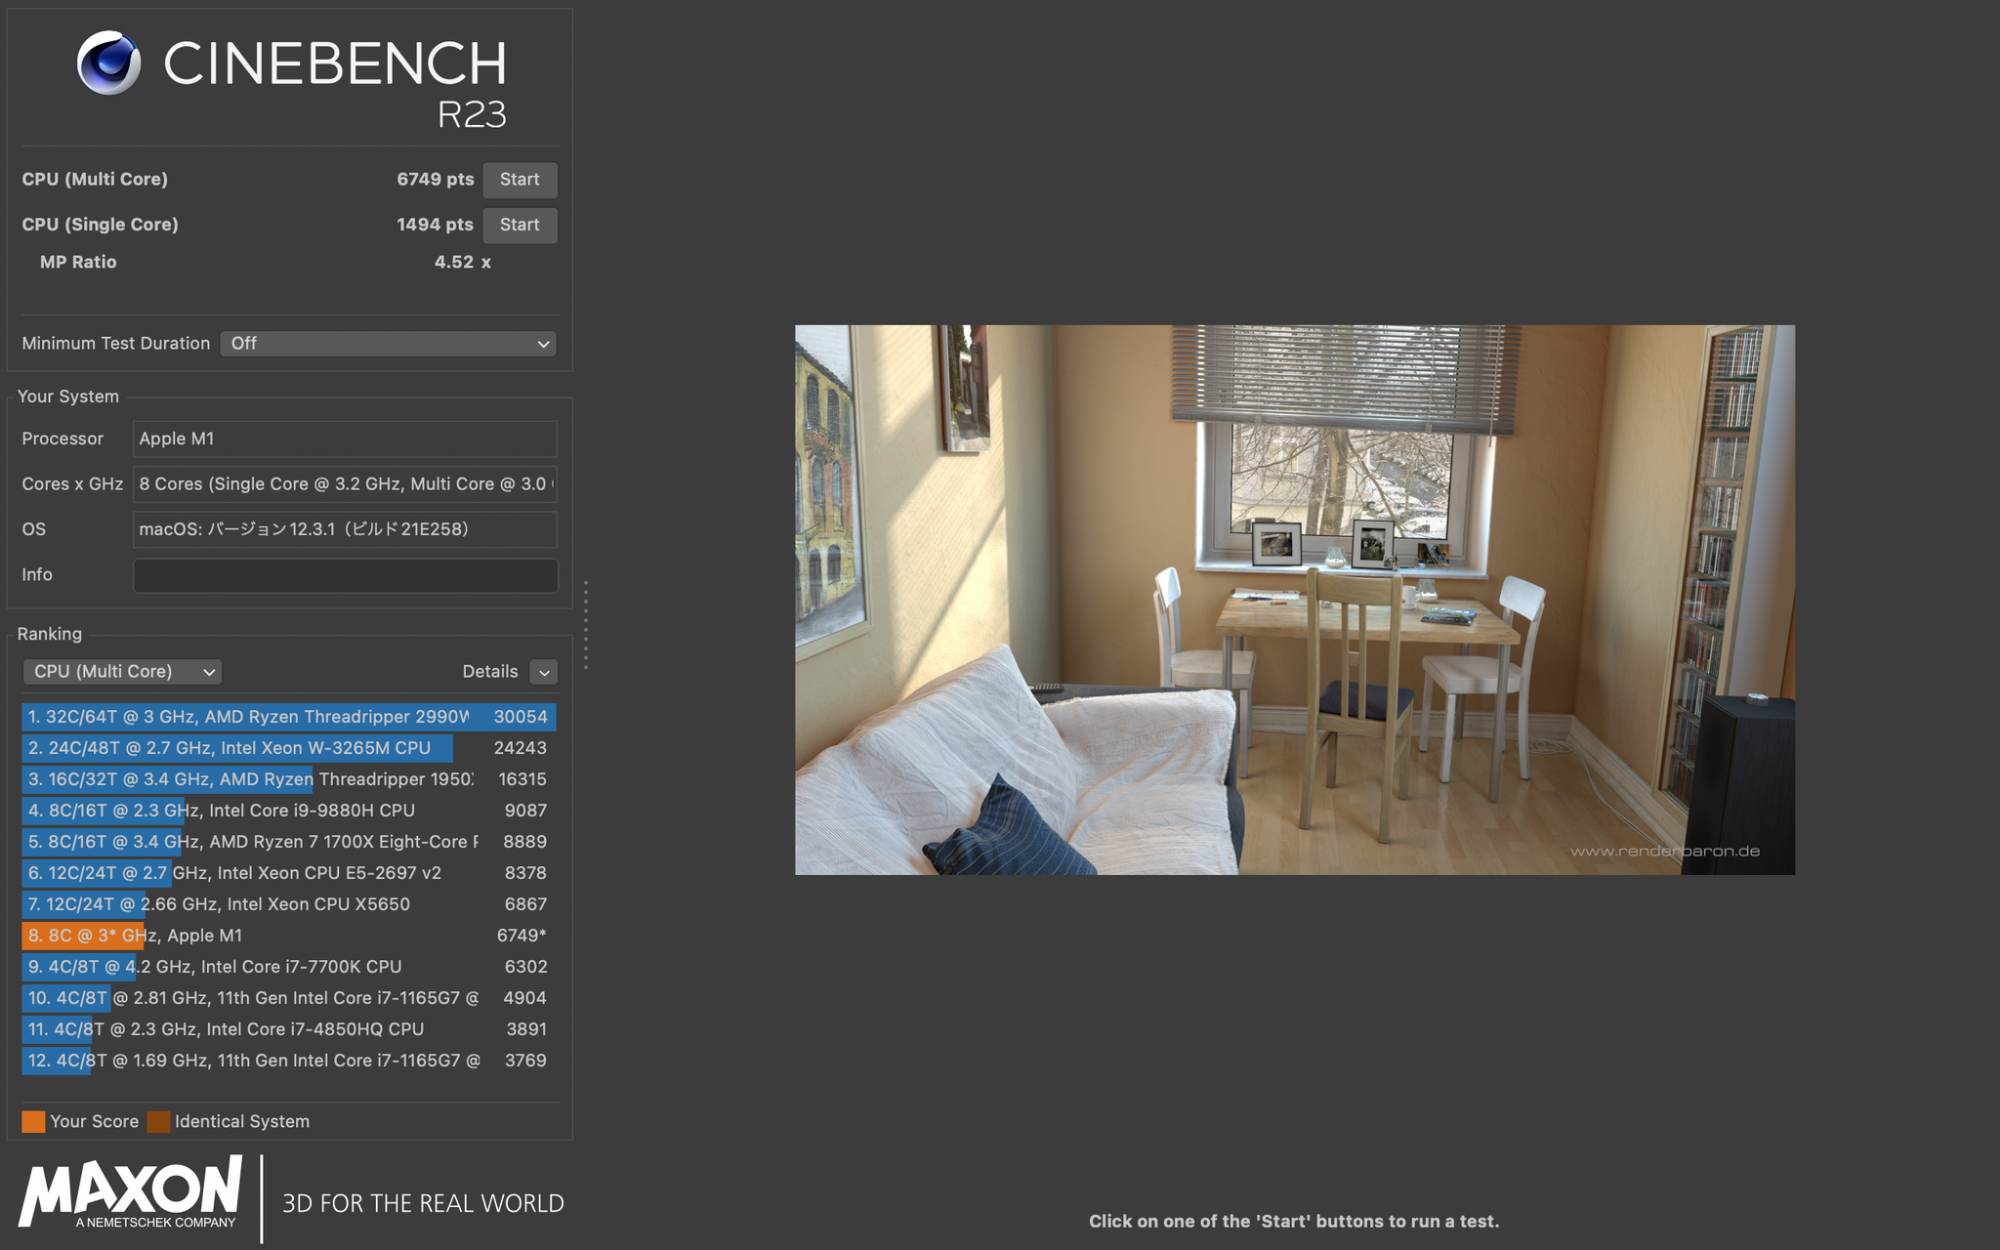 CINEBENCH
R23
CPU (Multi Core) 6749 pts Start
CPU (Single Core) 1494 pts Start
MP Ratio 4.52 x
Minimum Test Duration Off
Your System
Processor Apple M1
Cores x GHz 8 Cores (Single Core @ 3.2 GHz, Multi Core @ 3.0
OS macOS: バージョン12.3.1（ビルド21E258）
Info
Ranking
CPU (Multi Core) Details
1. 32C/64T @ 3 GHz, AMD Ryzen Threadripper 2990W 30054
2. 24C/48T @ 2.7 GHz, Intel Xeon W-3265M CPU 24243
3. 16C/32T @ 3.4 GHz, AMD Ryzen Threadripper 1950X 16315
4. 8C/16T @ 2.3 GHz, Intel Core i9-9880H CPU 9087
5. 8C/16T @ 3.4 GHz, AMD Ryzen 7 1700X Eight-Core 8889
6. 12C/24T @ 2.7 GHz, Intel Xeon CPU E5-2697 v2 8378
7. 12C/24T @ 2.66 GHz, Intel Xeon CPU X5650 6867
8. 8C @ 3* GHz, Apple M1 6749*
9. 4C/8T @ 4.2 GHz, Intel Core i7-7700K CPU 6302
10. 4C/8T @ 2.81 GHz, 11th Gen Intel Core i7-1165G7 @ 4904
11. 4C/8T @ 2.3 GHz, Intel Core i7-4850HQ CPU 3891
12. 4C/8T @ 1.69 GHz, 11th Gen Intel Core i7-1165G7 @ 3769
Your Score Identical System
MAXON
A NEMETSCHEK COMPANY
3D FOR THE REAL WORLD
www.renderbaron.de
Click on one of the 'Start' buttons to run a test.